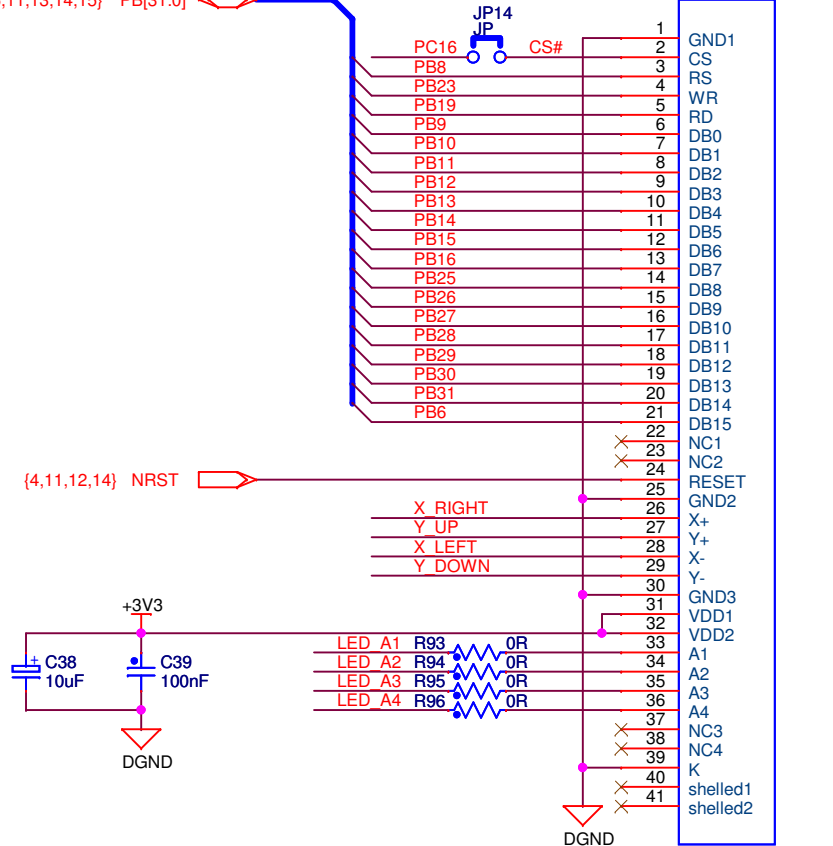 11,13,14,15} PB[31:0]
JP14
JP
PC16 CS# 2 CS
1 GND1
PB8 3 RS
PB23 4 WR
PB19 5 RD
PB9 6 DB0
PB10 7 DB1
PB11 8 DB2
PB12 9 DB3
PB13 10 DB4
PB14 11 DB5
PB15 12 DB6
PB16 13 DB7
PB25 14 DB8
PB26 15 DB9
PB27 16 DB10
PB28 17 DB11
PB29 18 DB12
PB30 19 DB13
PB31 20 DB14
PB6 21 DB15
22 NC1
23 NC2
{4,11,12,14} NRST 24 RESET
25 GND2
X_RIGHT 26 X+
Y_UP 27 Y+
X_LEFT 28 X-
Y_DOWN 29 Y-
30 GND3
+3V3
31 VDD1
32 VDD2
LED_A1 R93 0R 33 A1
LED_A2 R94 0R 34 A2
LED_A3 R95 0R 35 A3
LED_A4 R96 0R 36 A4
C38
10uF
C39
100nF
37 NC3
38 NC4
39 K
40 shelled1
41 shelled2
DGND
DGND